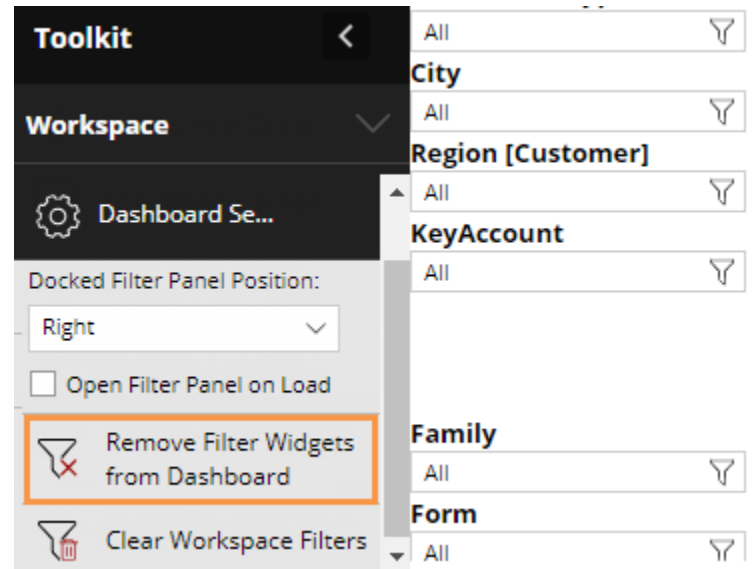 Toolkit
Workspace
Dashboard Se...
Docked Filter Panel Position:
Right
Open Filter Panel on Load
Remove Filter Widgets
from Dashboard
Clear Workspace Filters
All
City
All
Region [Customer]
All
KeyAccount
All
Family
All
Form
All